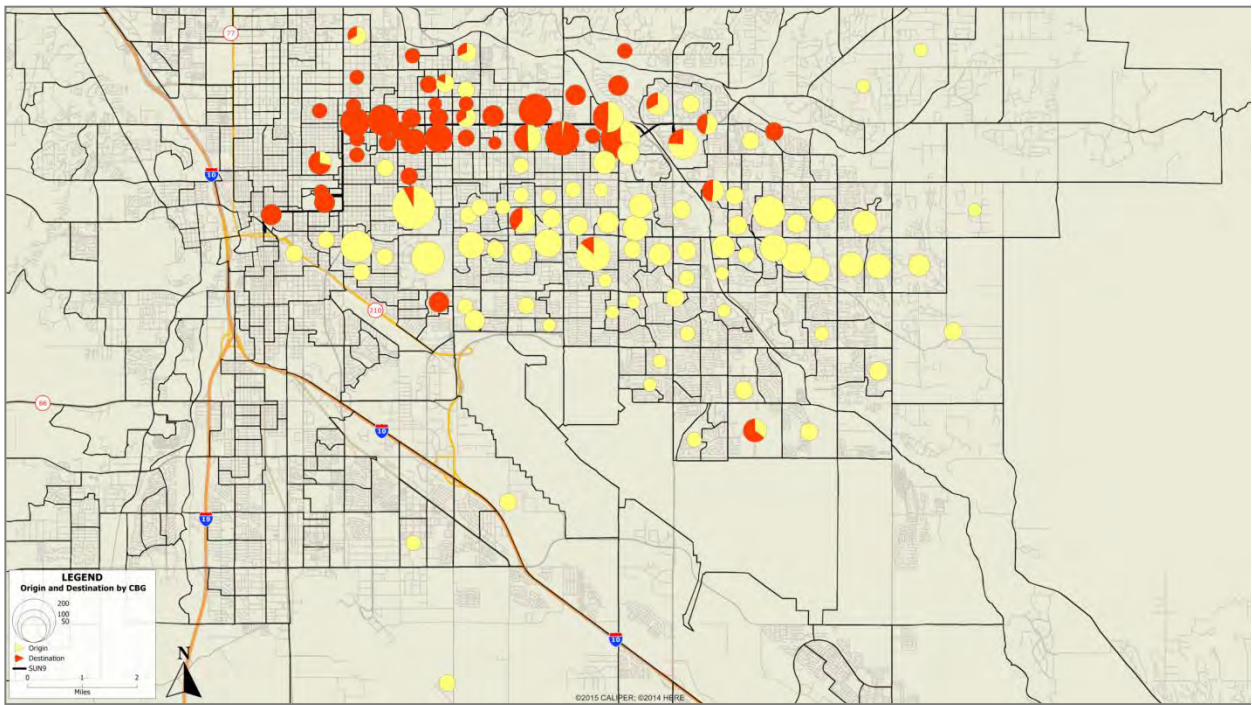 77
10
210
86
10
19
10
LEGEND
Origin and Destination by CBG
200
100
50
Origin
Destination
SUN9
0 1 2
Miles
N
©2015 CALIPER; ©2014 HERE